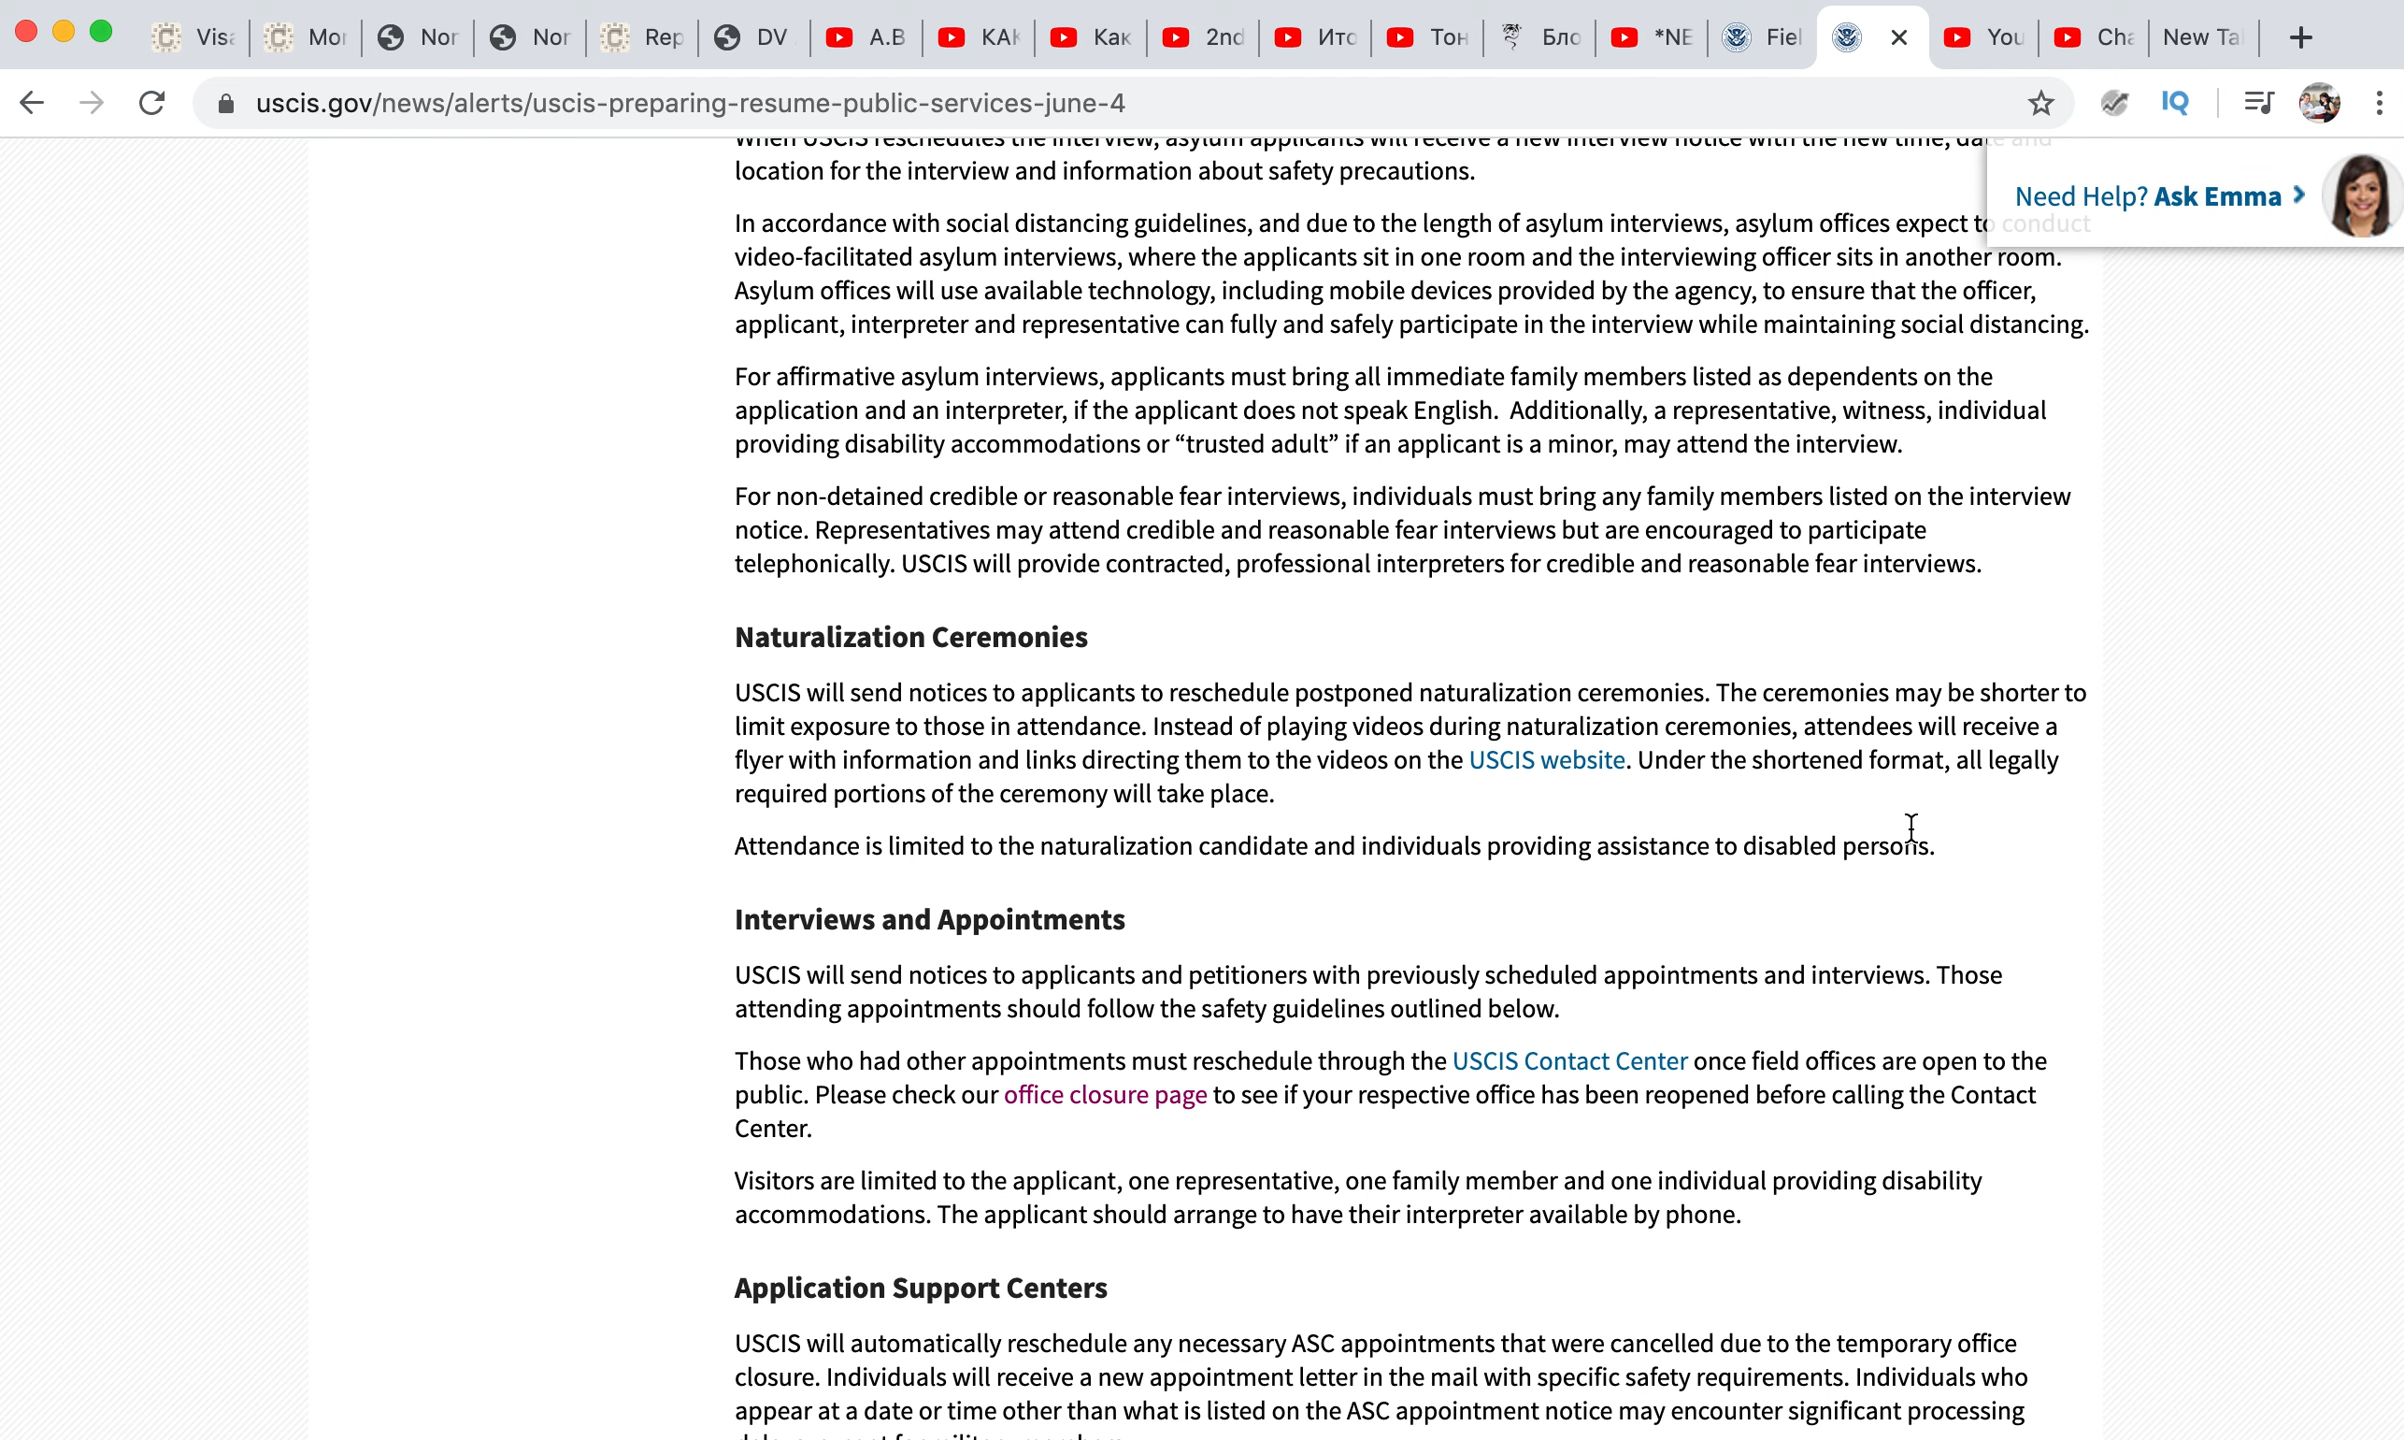 Visa
Mor
Nor
Nor
Rep
DV
A.B
KAK
Как
2nd
Ито
Тон
Бло
*NE
Fiel
You
Cha
New Ta
uscis.gov/news/alerts/uscis-preparing-resume-public-services-june-4
IQ
When USCIS reschedules the interview, asylum applicants will receive a new interview notice with the new time, date and
location for the interview and information about safety precautions.
Need Help? Ask Emma
In accordance with social distancing guidelines, and due to the length of asylum interviews, asylum offices expect to conduct
video-facilitated asylum interviews, where the applicants sit in one room and the interviewing officer sits in another room.
Asylum offices will use available technology, including mobile devices provided by the agency, to ensure that the officer,
applicant, interpreter and representative can fully and safely participate in the interview while maintaining social distancing.
For affirmative asylum interviews, applicants must bring all immediate family members listed as dependents on the
application and an interpreter, if the applicant does not speak English.  Additionally, a representative, witness, individual
providing disability accommodations or “trusted adult” if an applicant is a minor, may attend the interview.
For non-detained credible or reasonable fear interviews, individuals must bring any family members listed on the interview
notice. Representatives may attend credible and reasonable fear interviews but are encouraged to participate
telephonically. USCIS will provide contracted, professional interpreters for credible and reasonable fear interviews.
Naturalization Ceremonies
USCIS will send notices to applicants to reschedule postponed naturalization ceremonies. The ceremonies may be shorter to
limit exposure to those in attendance. Instead of playing videos during naturalization ceremonies, attendees will receive a
flyer with information and links directing them to the videos on the USCIS website. Under the shortened format, all legally
required portions of the ceremony will take place.
Attendance is limited to the naturalization candidate and individuals providing assistance to disabled persons.
Interviews and Appointments
USCIS will send notices to applicants and petitioners with previously scheduled appointments and interviews. Those
attending appointments should follow the safety guidelines outlined below.
Those who had other appointments must reschedule through the USCIS Contact Center once field offices are open to the
public. Please check our office closure page to see if your respective office has been reopened before calling the Contact
Center.
Visitors are limited to the applicant, one representative, one family member and one individual providing disability
accommodations. The applicant should arrange to have their interpreter available by phone.
Application Support Centers
USCIS will automatically reschedule any necessary ASC appointments that were cancelled due to the temporary office
closure. Individuals will receive a new appointment letter in the mail with specific safety requirements. Individuals who
appear at a date or time other than what is listed on the ASC appointment notice may encounter significant processing